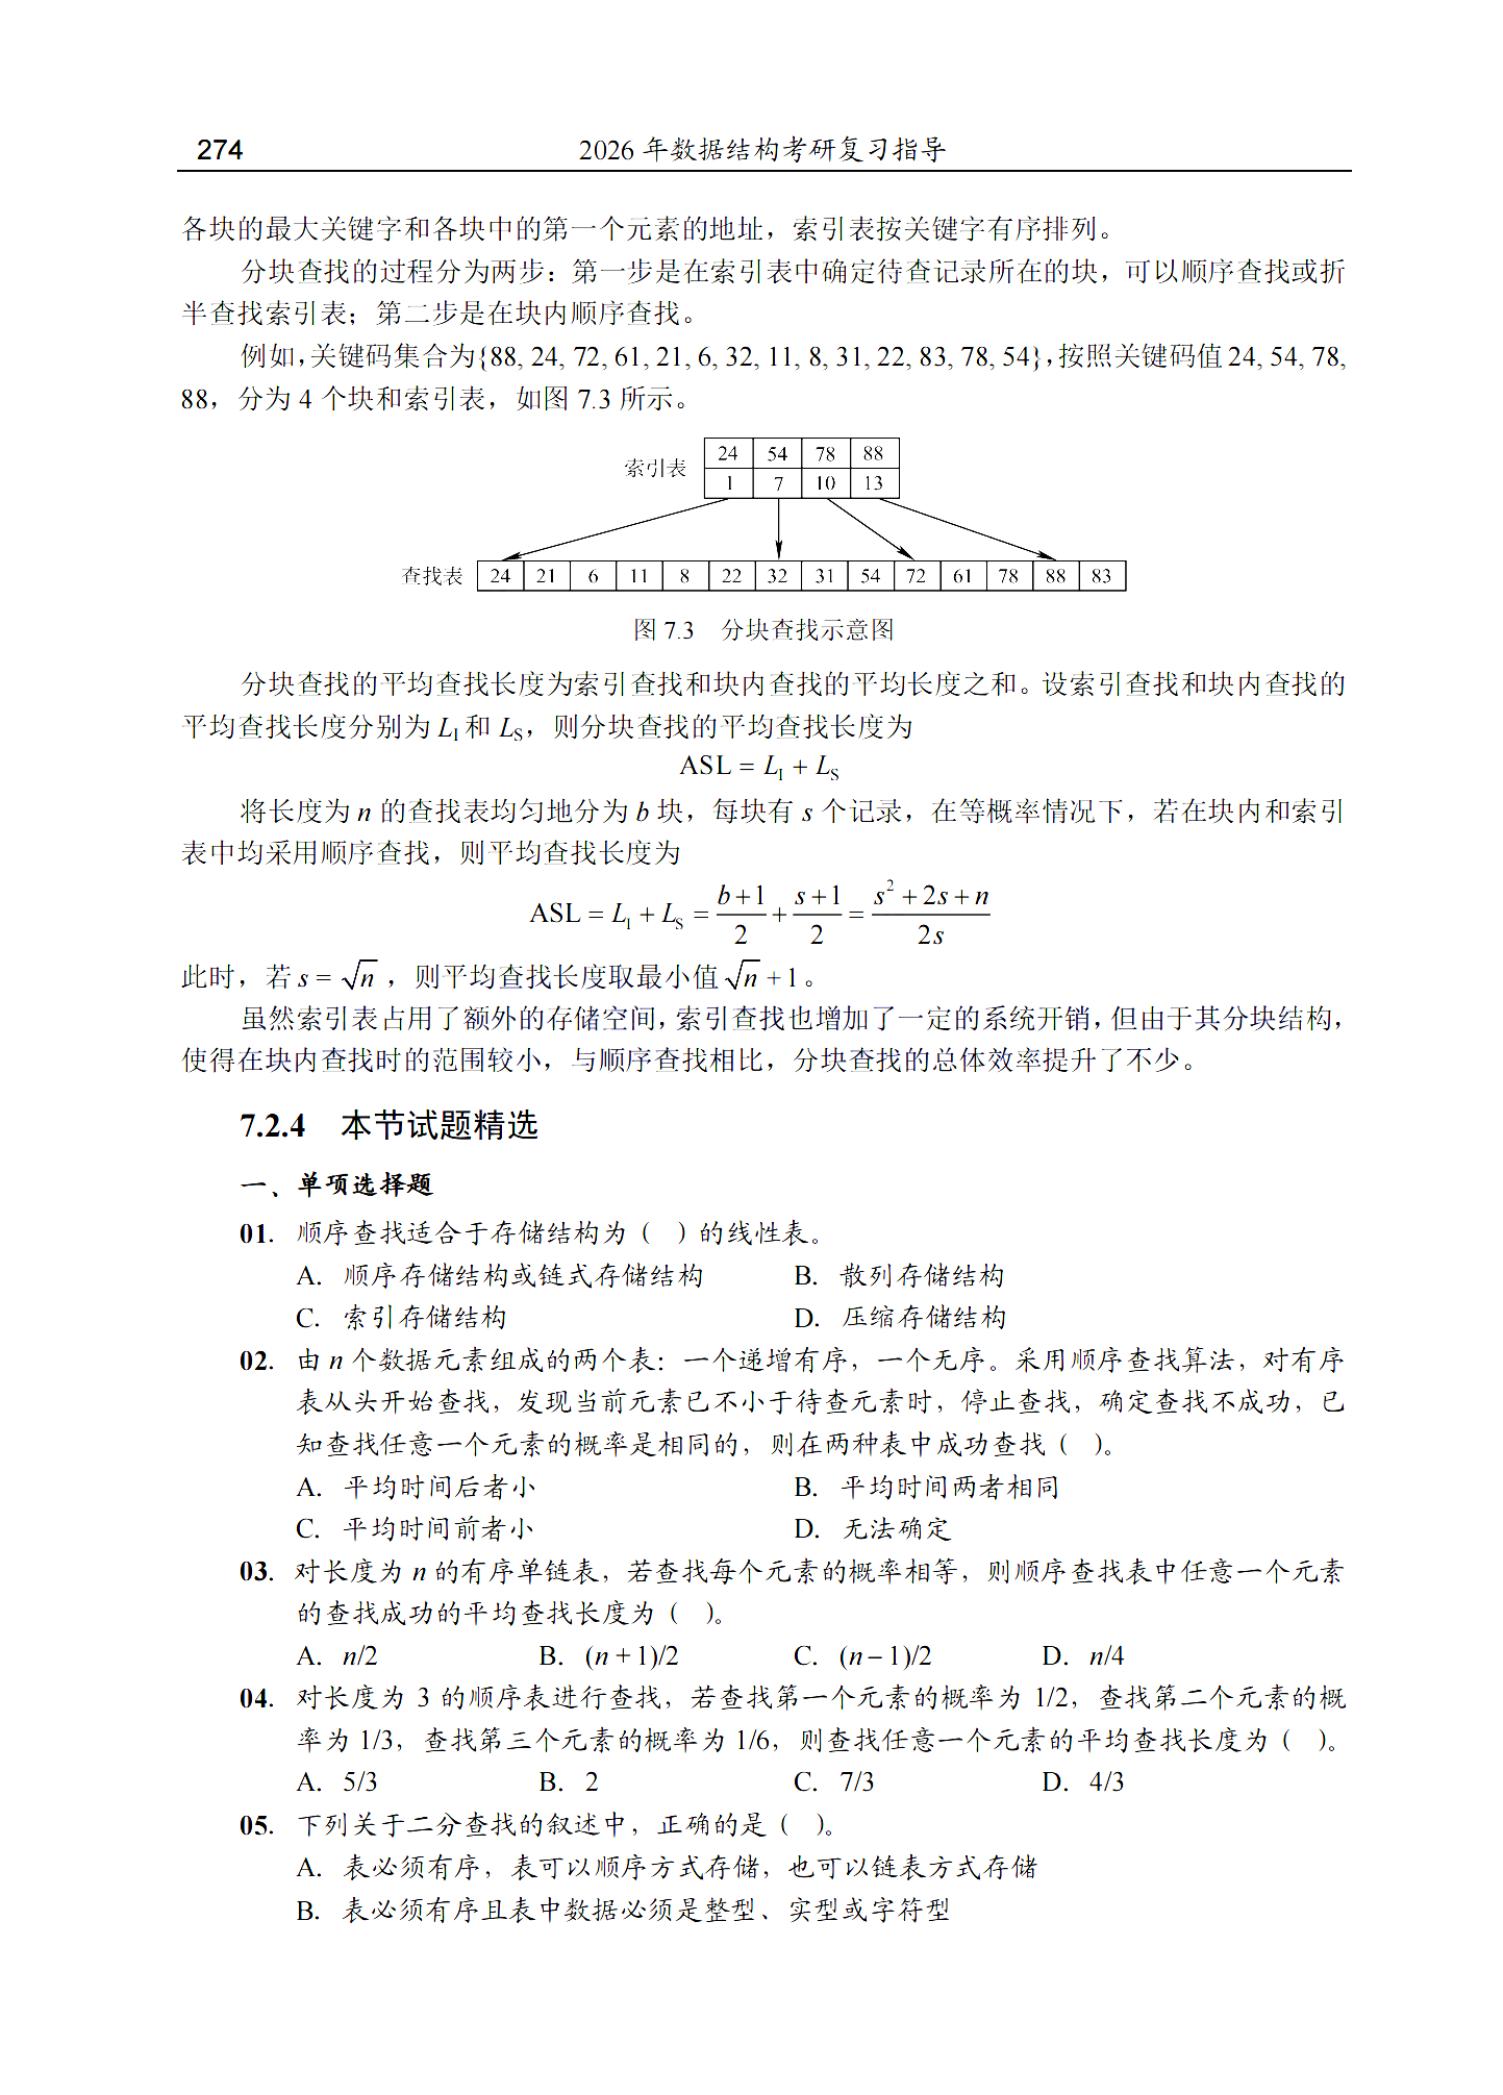 274 2026 年数据结构考研复习指导
各块的最大关键字和各块中的第一个元素的地址，索引表按关键字有序排列。
分块查找的过程分为两步：第一步是在索引表中确定待查记录所在的块，可以顺序查找或折
半查找索引表；第二步是在块内顺序查找。
例如，关键码集合为{88, 24, 72, 61, 21, 6, 32, 11, 8, 31, 22, 83, 78, 54}，按照关键码值 24, 54, 78,
88，分为 4 个块和索引表，如图 7.3 所示。
索引表 24 54 78 88
1 7 10 13
查找表 24 21 6 11 8 22 32 31 54 72 61 78 88 83
图 7.3 分块查找示意图
分块查找的平均查找长度为索引查找和块内查找的平均长度之和。设索引查找和块内查找的
平均查找长度分别为 L_I 和 L_S，则分块查找的平均查找长度为
ASL = L_I + L_S
将长度为 n 的查找表均匀地分为 b 块，每块有 s 个记录，在等概率情况下，若在块内和索引
表中均采用顺序查找，则平均查找长度为
ASL = L_I + L_S = (b+1)/2 + (s+1)/2 = (s²+2s+n)/(2s)
此时，若 s = √n ，则平均查找长度取最小值 √n + 1。
虽然索引表占用了额外的存储空间，索引查找也增加了一定的系统开销，但由于其分块结构，
使得在块内查找时的范围较小，与顺序查找相比，分块查找的总体效率提升了不少。
7.2.4 本节试题精选
一、单项选择题
01. 顺序查找适合于存储结构为（ ）的线性表。
A. 顺序存储结构或链式存储结构 B. 散列存储结构
C. 索引存储结构 D. 压缩存储结构
02. 由 n 个数据元素组成的两个表：一个递增有序，一个无序。采用顺序查找算法，对有序
表从头开始查找，发现当前元素已不小于待查元素时，停止查找，确定查找不成功，已
知查找任意一个元素的概率是相同的，则在两种表中成功查找（ ）。
A. 平均时间后者小 B. 平均时间两者相同
C. 平均时间前者小 D. 无法确定
03. 对长度为 n 的有序单链表，若查找每个元素的概率相等，则顺序查找表中任意一个元素
的查找成功的平均查找长度为（ ）。
A. n/2 B. (n + 1)/2 C. (n − 1)/2 D. n/4
04. 对长度为 3 的顺序表进行查找，若查找第一个元素的概率为 1/2，查找第二个元素的概
率为 1/3，查找第三个元素的概率为 1/6，则查找任意一个元素的平均查找长度为（ ）。
A. 5/3 B. 2 C. 7/3 D. 4/3
05. 下列关于二分查找的叙述中，正确的是（ ）。
A. 表必须有序，表可以顺序方式存储，也可以链表方式存储
B. 表必须有序且表中数据必须是整型、实型或字符型